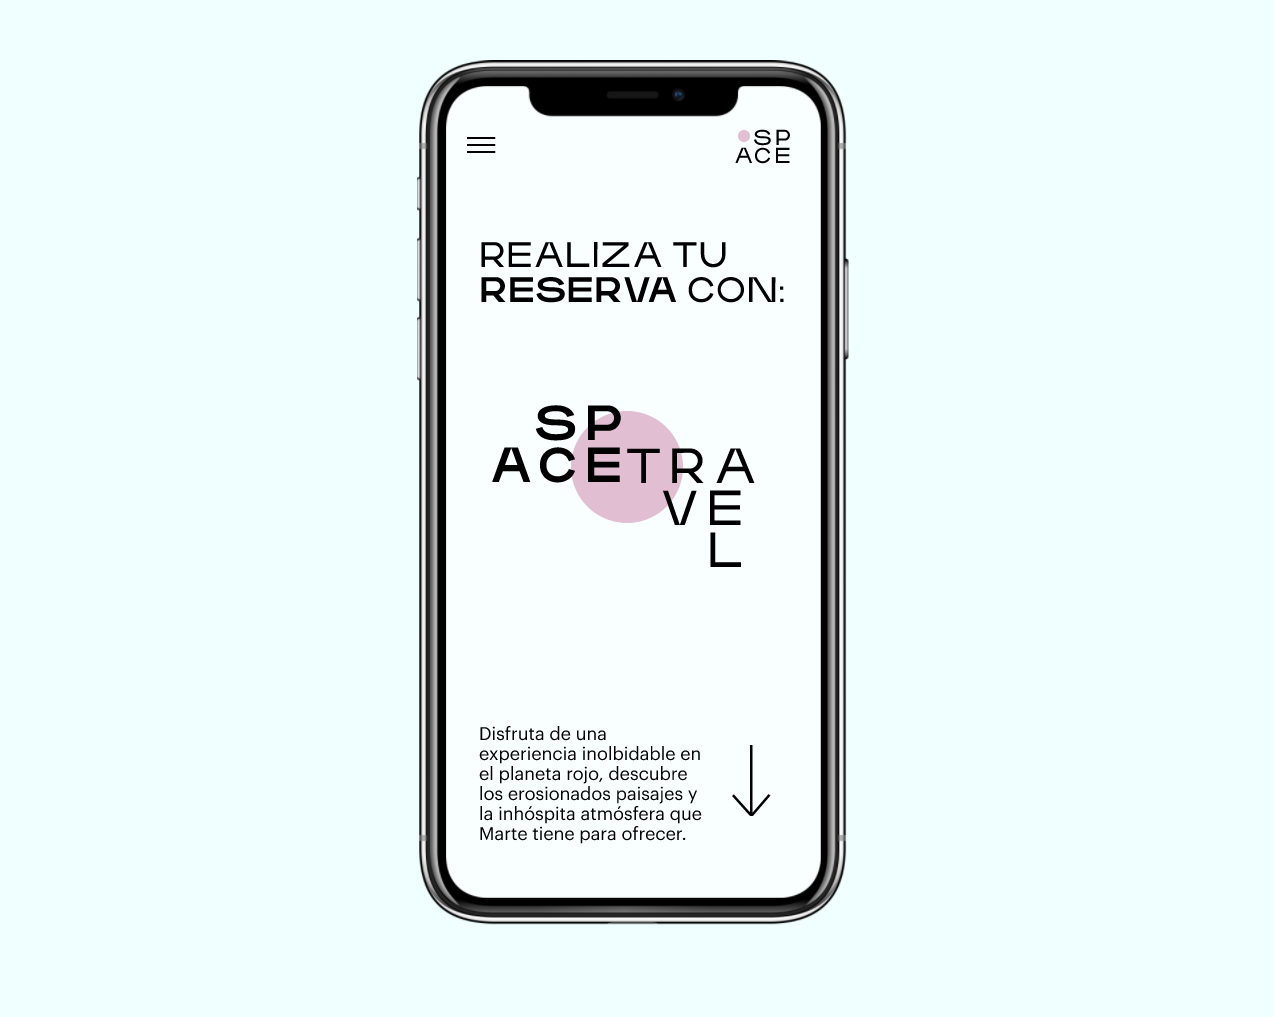 SP
ACE
REALIZA TU
RESERVA CON:
SP
ACETRA
VE
L
Disfruta de una
experiencia inolbidable en
el planeta rojo, descubre
los erosionados paisajes y
la inhóspita atmósfera que
Marte tiene para ofrecer.